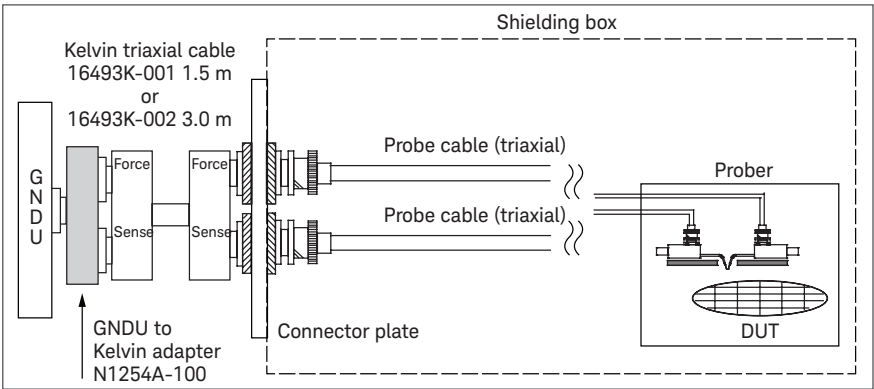 Shielding box
Kelvin triaxial cable
16493K-001 1.5 m
or
16493K-002 3.0 m
GNDU
Force
Sense
Force
Sense
Probe cable (triaxial)
Probe cable (triaxial)
Prober
DUT
Connector plate
GNDU to
Kelvin adapter
N1254A-100